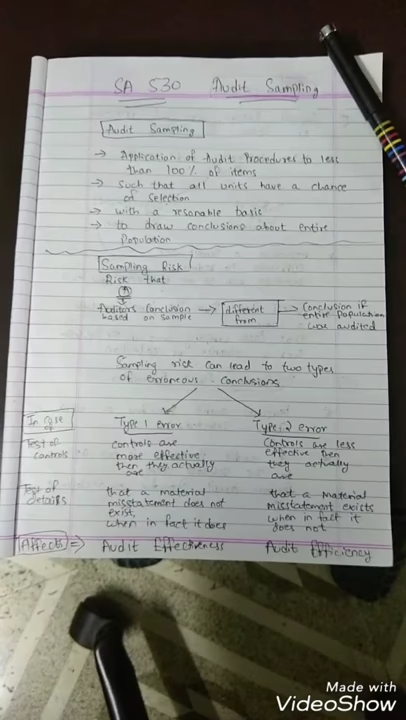 SA 530 Audit Sampling
Audit Sampling
→ Application of Audit Procedures to less
than 100% of items
→ such that all units have a chance
of selection
→ with a resonable basis
→ to draw conclusions about entire
Population
Sampling Risk
Risk that
Auditors Conclusion
based on sample
→ different
from
→ Conclusion if
entire population
was audited
Sampling risk can lead to two types
of erroneous conclusions
In case
of
Type 1 error
Type 2 error
Test of
controls
controls are
more effective
then they actually
are
Controls are less
effective then
they actually
are
Test of
details
that a material
misstatement does not
exist,
when in fact it does
that a material
misstatement exists
when in fact it
does not
Affects ⇒ Audit Effectiveness Audit Efficiency
Made with
VideoShow